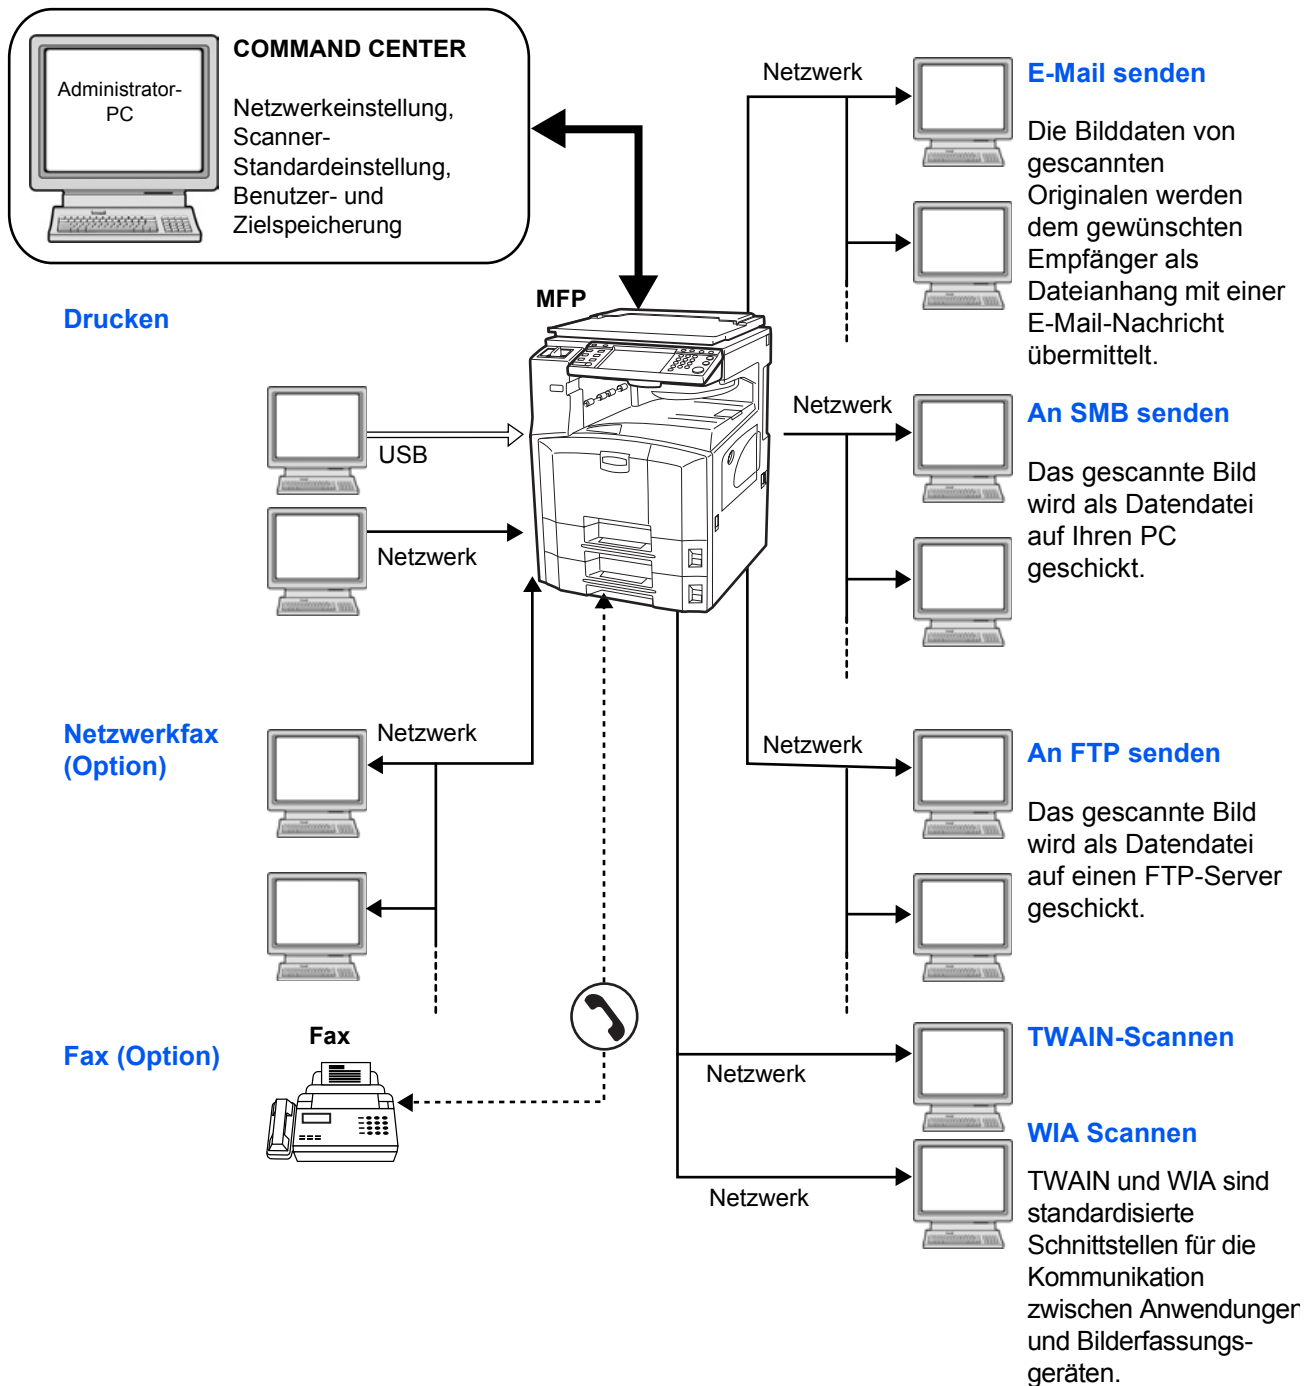 Administrator-
PC
COMMAND CENTER
Netzwerkeinstellung,
Scanner-
Standardeinstellung,
Benutzer- und
Zielspeicherung
Netzwerk
E-Mail senden
Die Bilddaten von
gescannten
Originalen werden
dem gewünschten
Empfänger als
Dateianhang mit einer
E-Mail-Nachricht
übermittelt.
MFP
Drucken
USB
Netzwerk
Netzwerk
An SMB senden
Das gescannte Bild
wird als Datendatei
auf Ihren PC
geschickt.
Netzwerkfax
(Option)
Netzwerk
Netzwerk
An FTP senden
Das gescannte Bild
wird als Datendatei
auf einen FTP-Server
geschickt.
Fax (Option)
Fax
Netzwerk
TWAIN-Scannen
Netzwerk
WIA Scannen
TWAIN und WIA sind
standardisierte
Schnittstellen für die
Kommunikation
zwischen Anwendungen
und Bilderfassungs-
geräten.